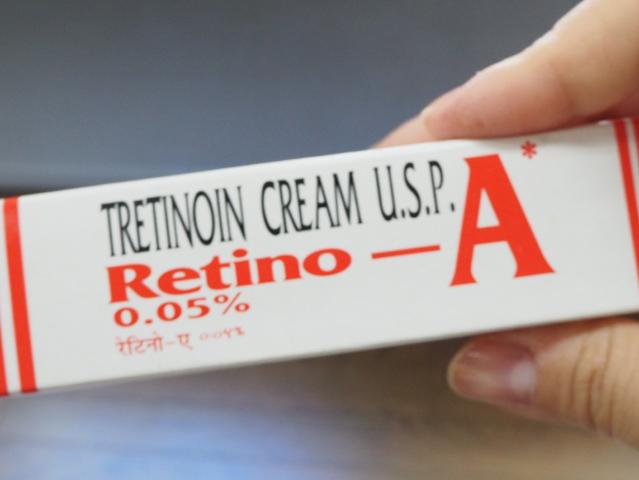 TRETINOIN CREAM U.S.P.
Retino — A*
0.05%
रेटिनो-ए